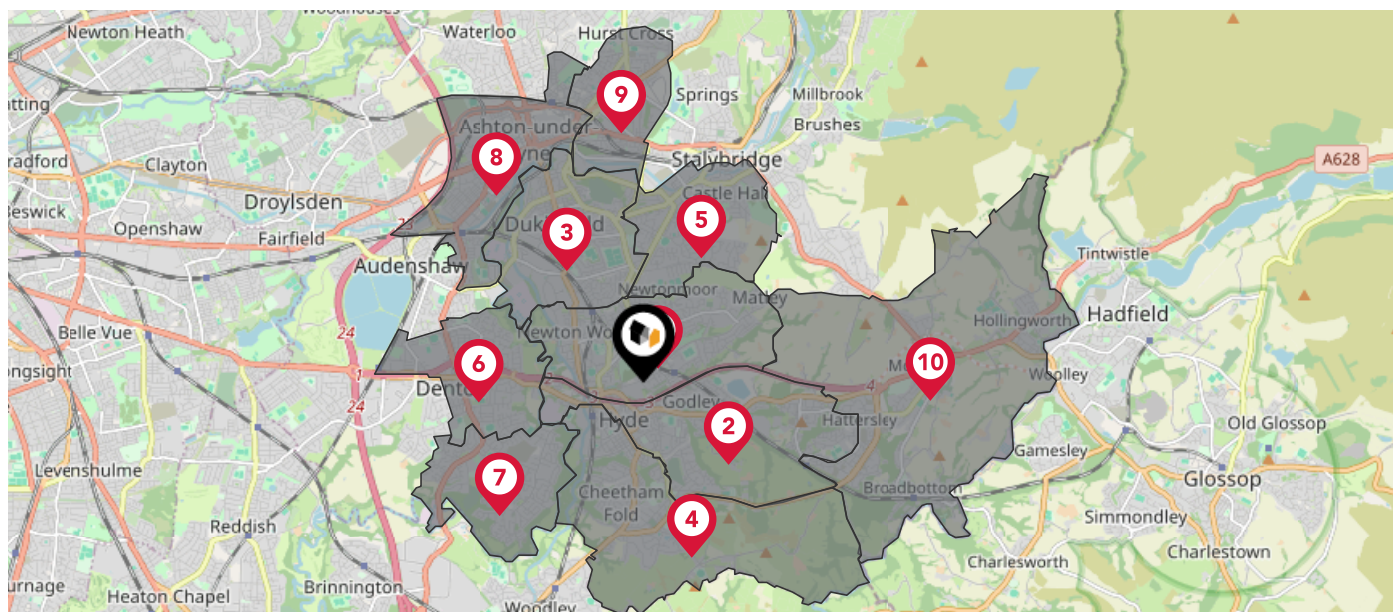 Newton Heath
Waterloo
Hurst Cross
9
Springs
Millbrook
Brushes
Ashton-under-
8
Clayton
Stalybridge
A628
Droylsden
Castle Hall
Openshaw
Fairfield
3
5
Audenshaw
Tintwistle
Newtonmoor
Matley
Hadfield
Hollingworth
24
Belle Vue
6
10
1
2
4
Woolley
24
3
Godley
Hyde
2
Hattersley
Old Glossop
Gamesley
Levenshulme
7
Cheetham
Fold
Broadbottom
Glossop
4
Simmondley
Reddish
Charlestown
Charlesworth
Brinnington
Heaton Chapel
Woodley